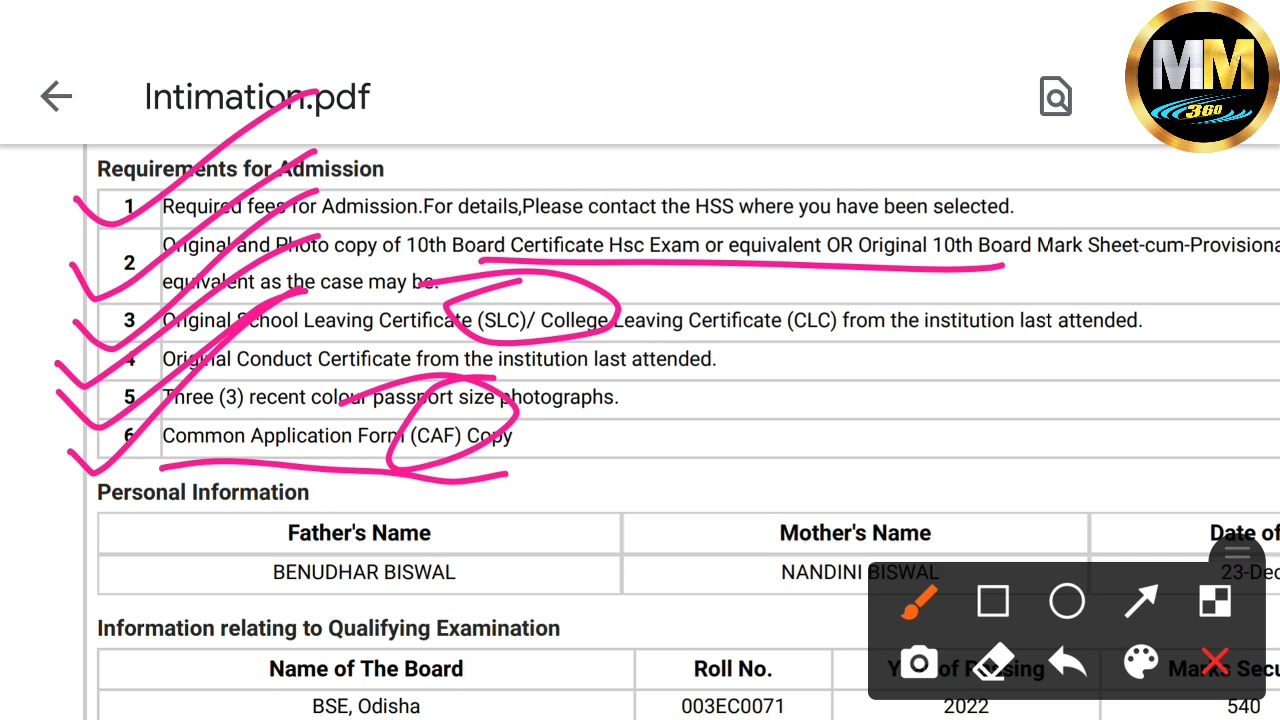 Intimation.pdf
MM
360
Requirements for Admission
1 Required fees for Admission.For details,Please contact the HSS where you have been selected.
2 Original and Photo copy of 10th Board Certificate Hsc Exam or equivalent OR Original 10th Board Mark Sheet-cum-Provisiona
equivalent as the case may be.
3 Original School Leaving Certificate (SLC)/ College Leaving Certificate (CLC) from the institution last attended.
4 Original Conduct Certificate from the institution last attended.
5 Three (3) recent colour passport size photographs.
6 Common Application Form (CAF) Copy
Personal Information
Father's Name Mother's Name Date of
BENUDHAR BISWAL NANDINI BISWAL 23-Dec
Information relating to Qualifying Examination
Name of The Board Roll No. Year of Passing Marks Secu
BSE, Odisha 003EC0071 2022 540